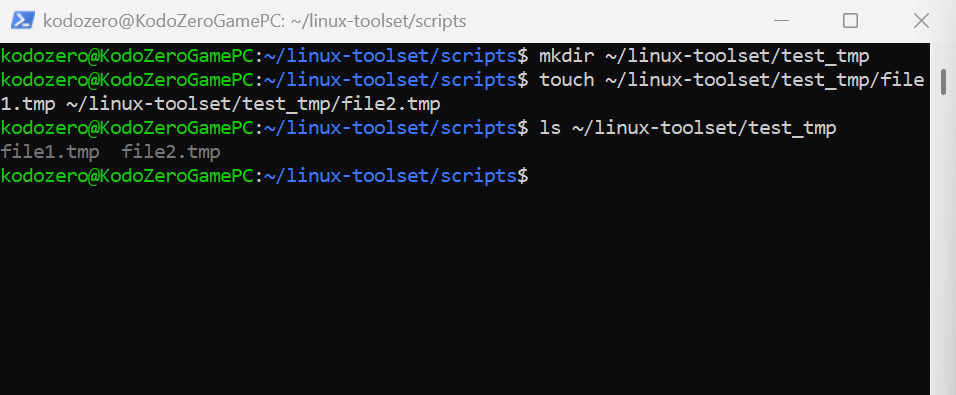 kodozero@KodoZeroGamePC: ~/linux-toolset/scripts
kodozero@KodoZeroGamePC:~/linux-toolset/scripts$ mkdir ~/linux-toolset/test_tmp
kodozero@KodoZeroGamePC:~/linux-toolset/scripts$ touch ~/linux-toolset/test_tmp/file
1.tmp ~/linux-toolset/test_tmp/file2.tmp
kodozero@KodoZeroGamePC:~/linux-toolset/scripts$ ls ~/linux-toolset/test_tmp
file1.tmp  file2.tmp
kodozero@KodoZeroGamePC:~/linux-toolset/scripts$